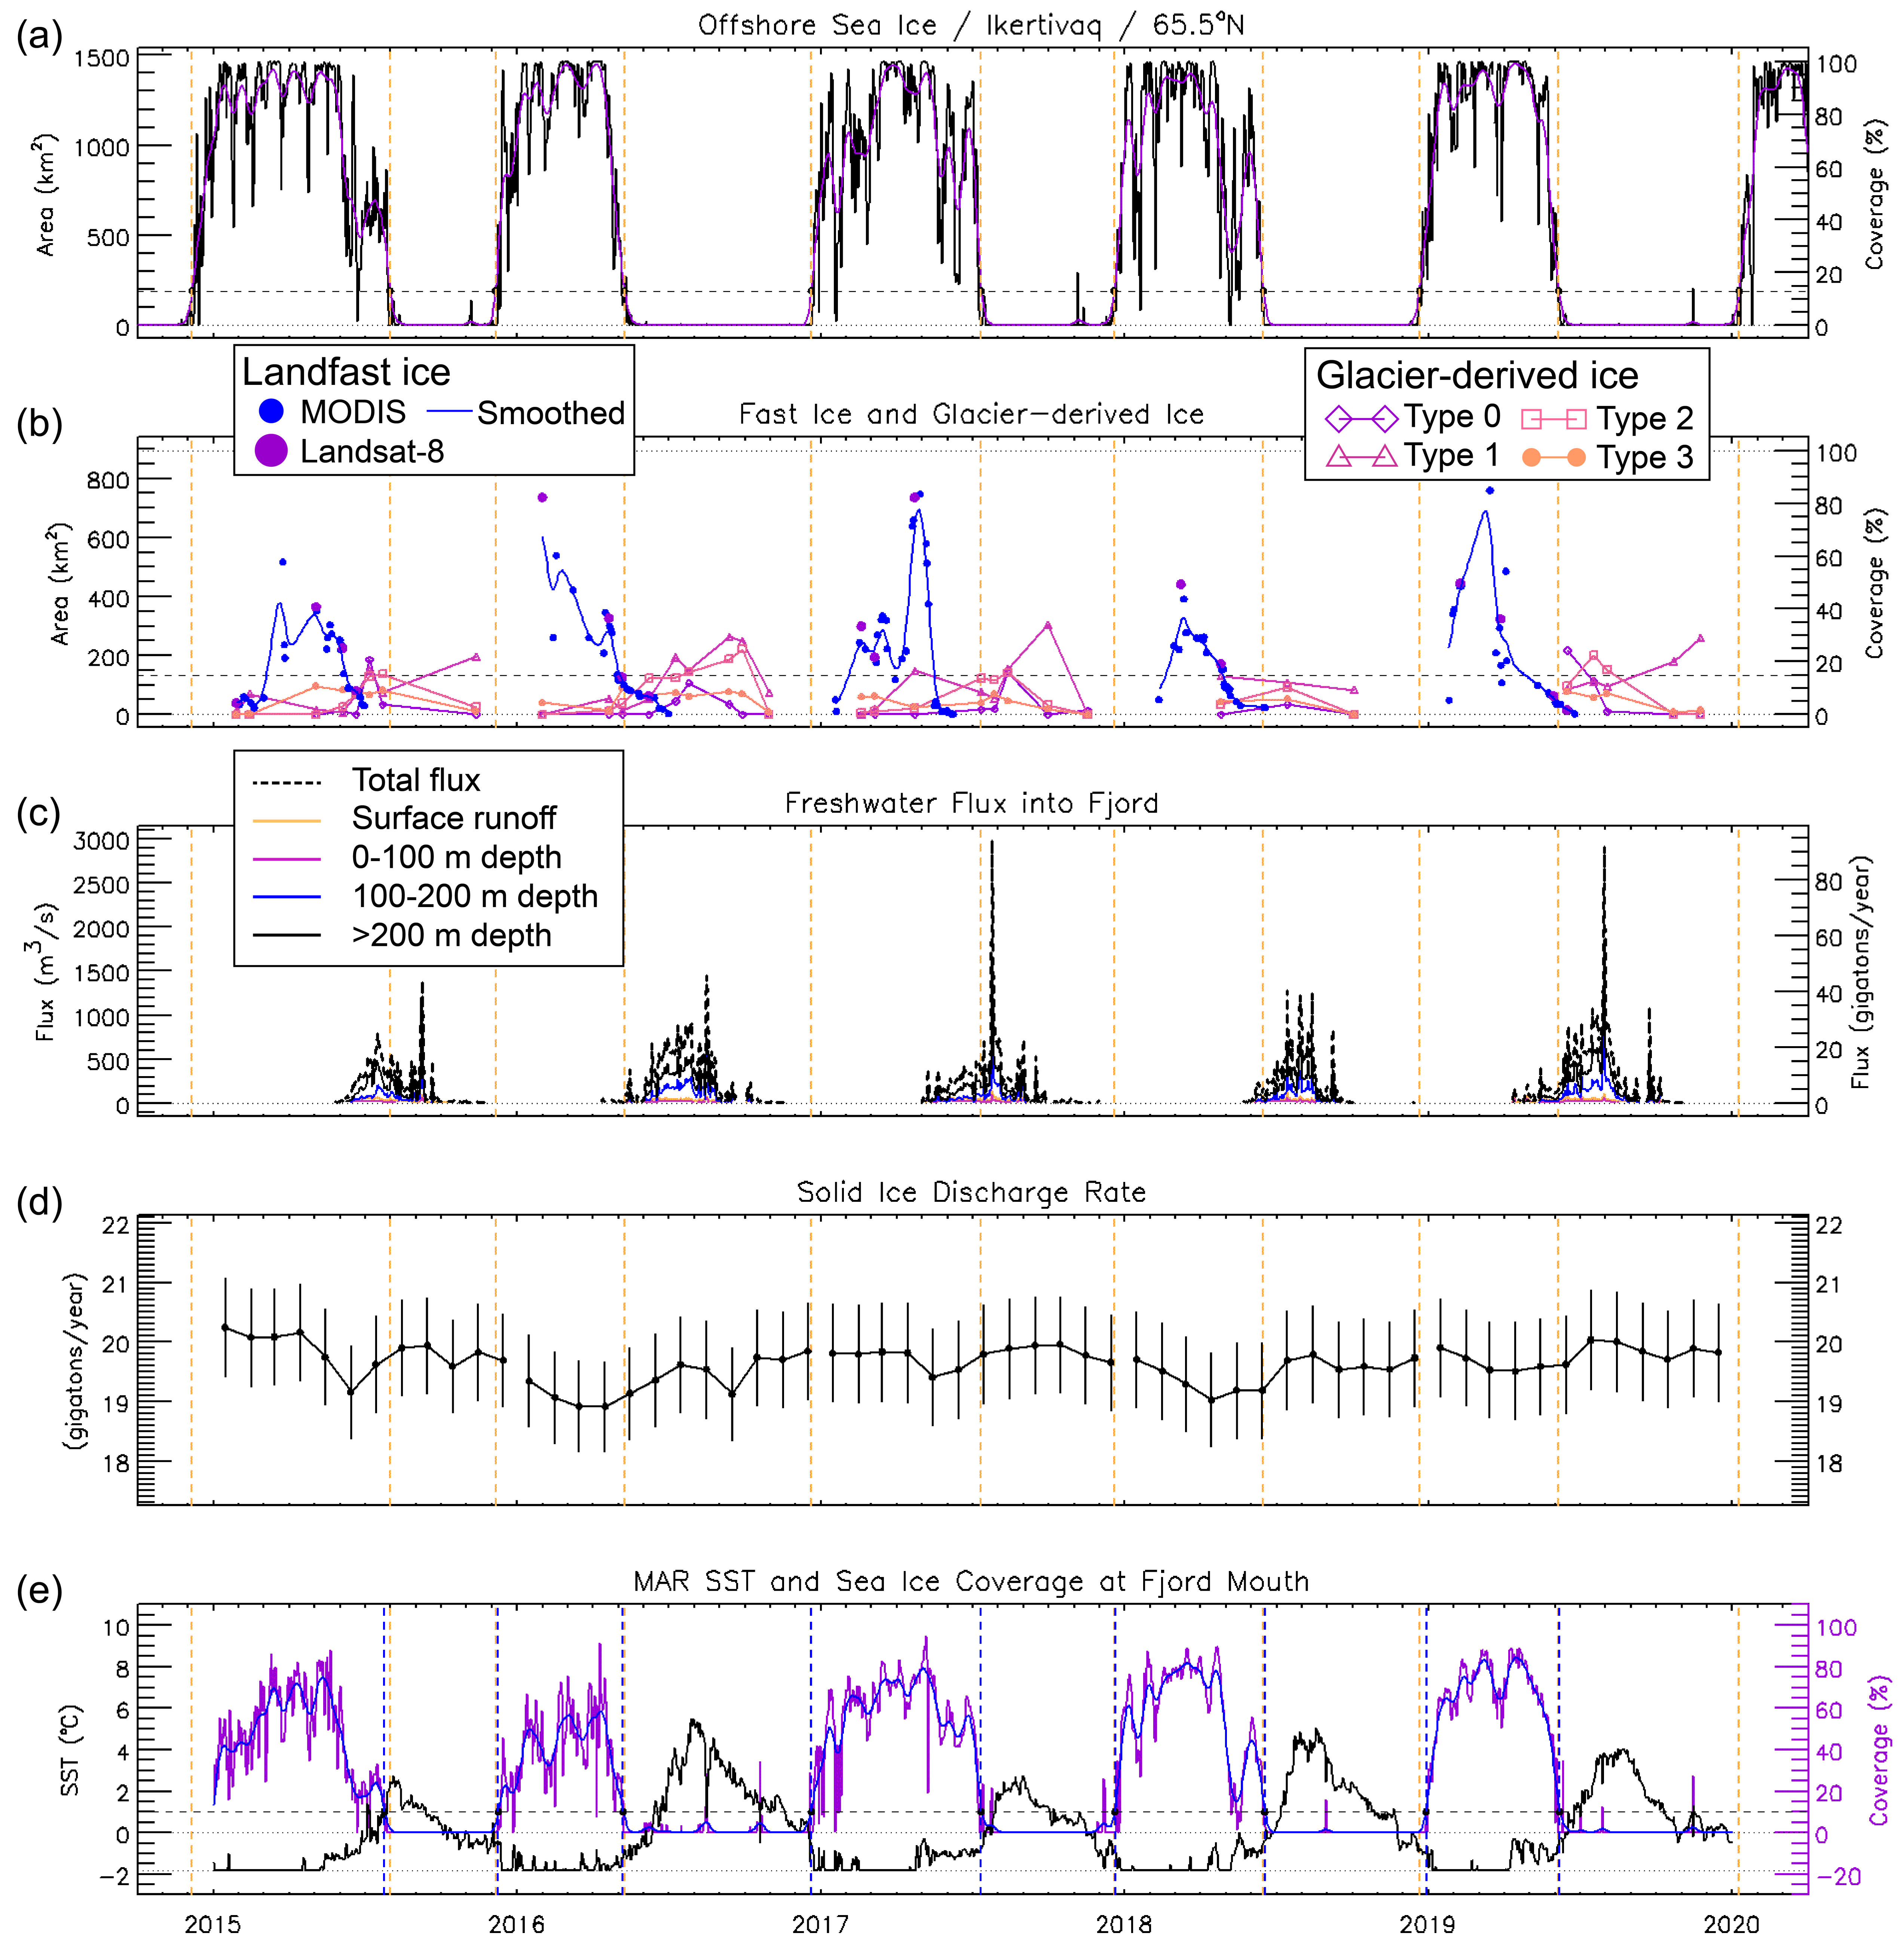 (a)
Offshore Sea Ice / Ikertivaq / 65.5°N
Area (km²)
1500
1000
500
0
100
80
60
40
20
0
Coverage (%)
Landfast ice
MODIS Smoothed
Landsat-8
Glacier-derived ice
Type 0 Type 2
Type 1 Type 3
(b)
Fast Ice and Glacier-derived Ice
Area (km²)
800
600
400
200
0
100
80
60
40
20
0
Coverage (%)
Total flux
Surface runoff
0-100 m depth
100-200 m depth
>200 m depth
(c)
Freshwater Flux into Fjord
Flux (m³/s)
3000
2500
2000
1500
1000
500
0
80
60
40
20
0
Flux (gigatons/year)
(d)
Solid Ice Discharge Rate
(gigatons/year)
22
21
20
19
18
22
21
20
19
18
(e)
MAR SST and Sea Ice Coverage at Fjord Mouth
SST (°C)
10
8
6
4
2
0
-2
100
80
60
40
20
0
-20
Coverage (%)
2015 2016 2017 2018 2019 2020